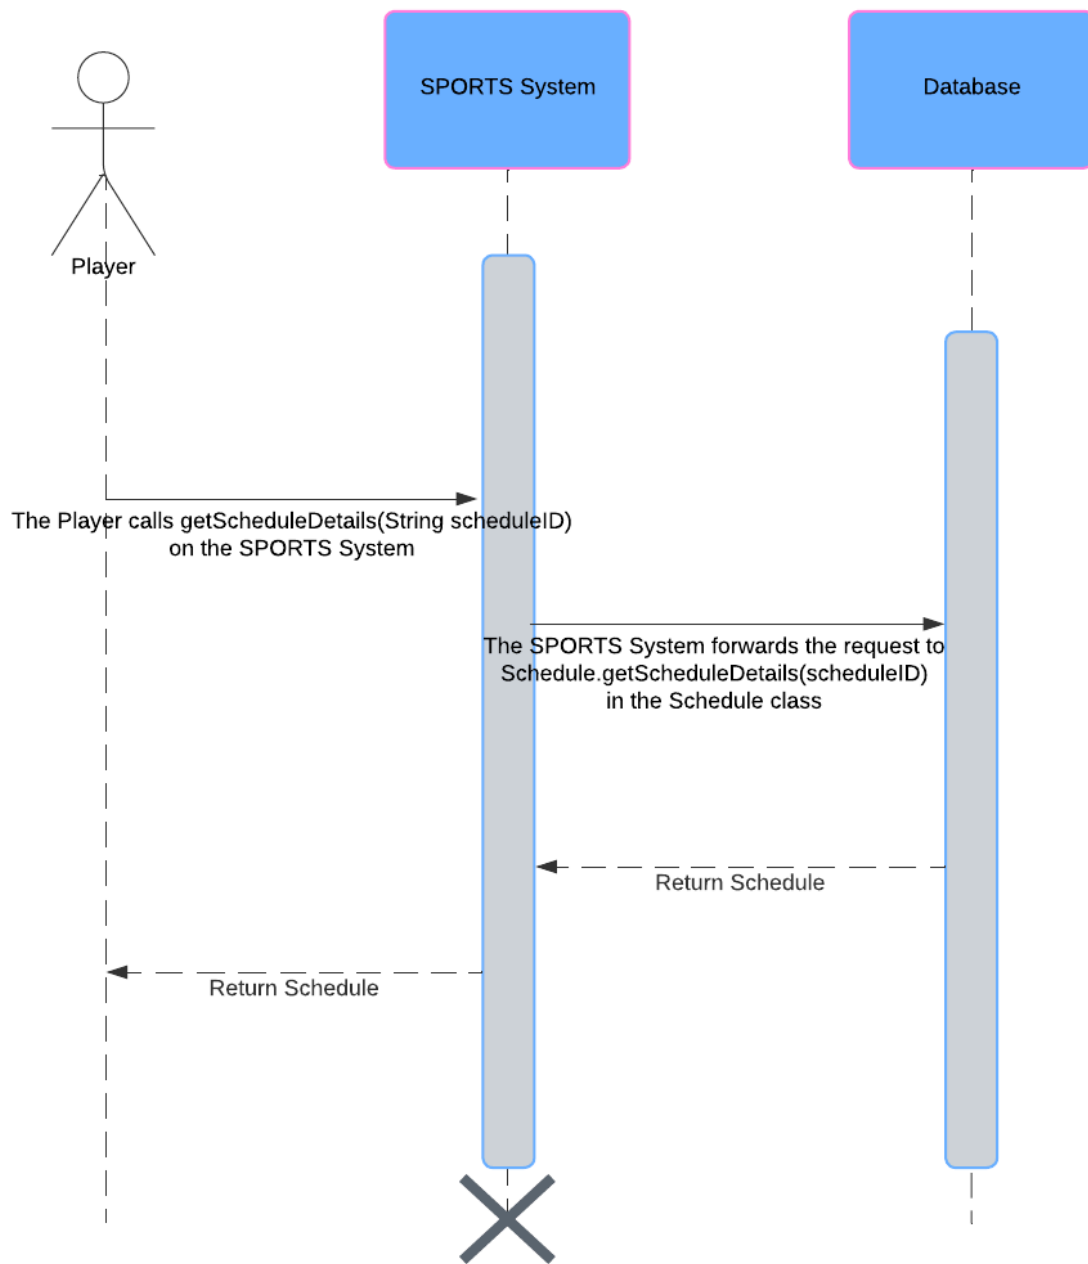 SPORTS System
Database
Player
The Player calls getScheduleDetails(String scheduleID)
on the SPORTS System
The SPORTS System forwards the request to
Schedule.getScheduleDetails(scheduleID)
in the Schedule class
Return Schedule
Return Schedule